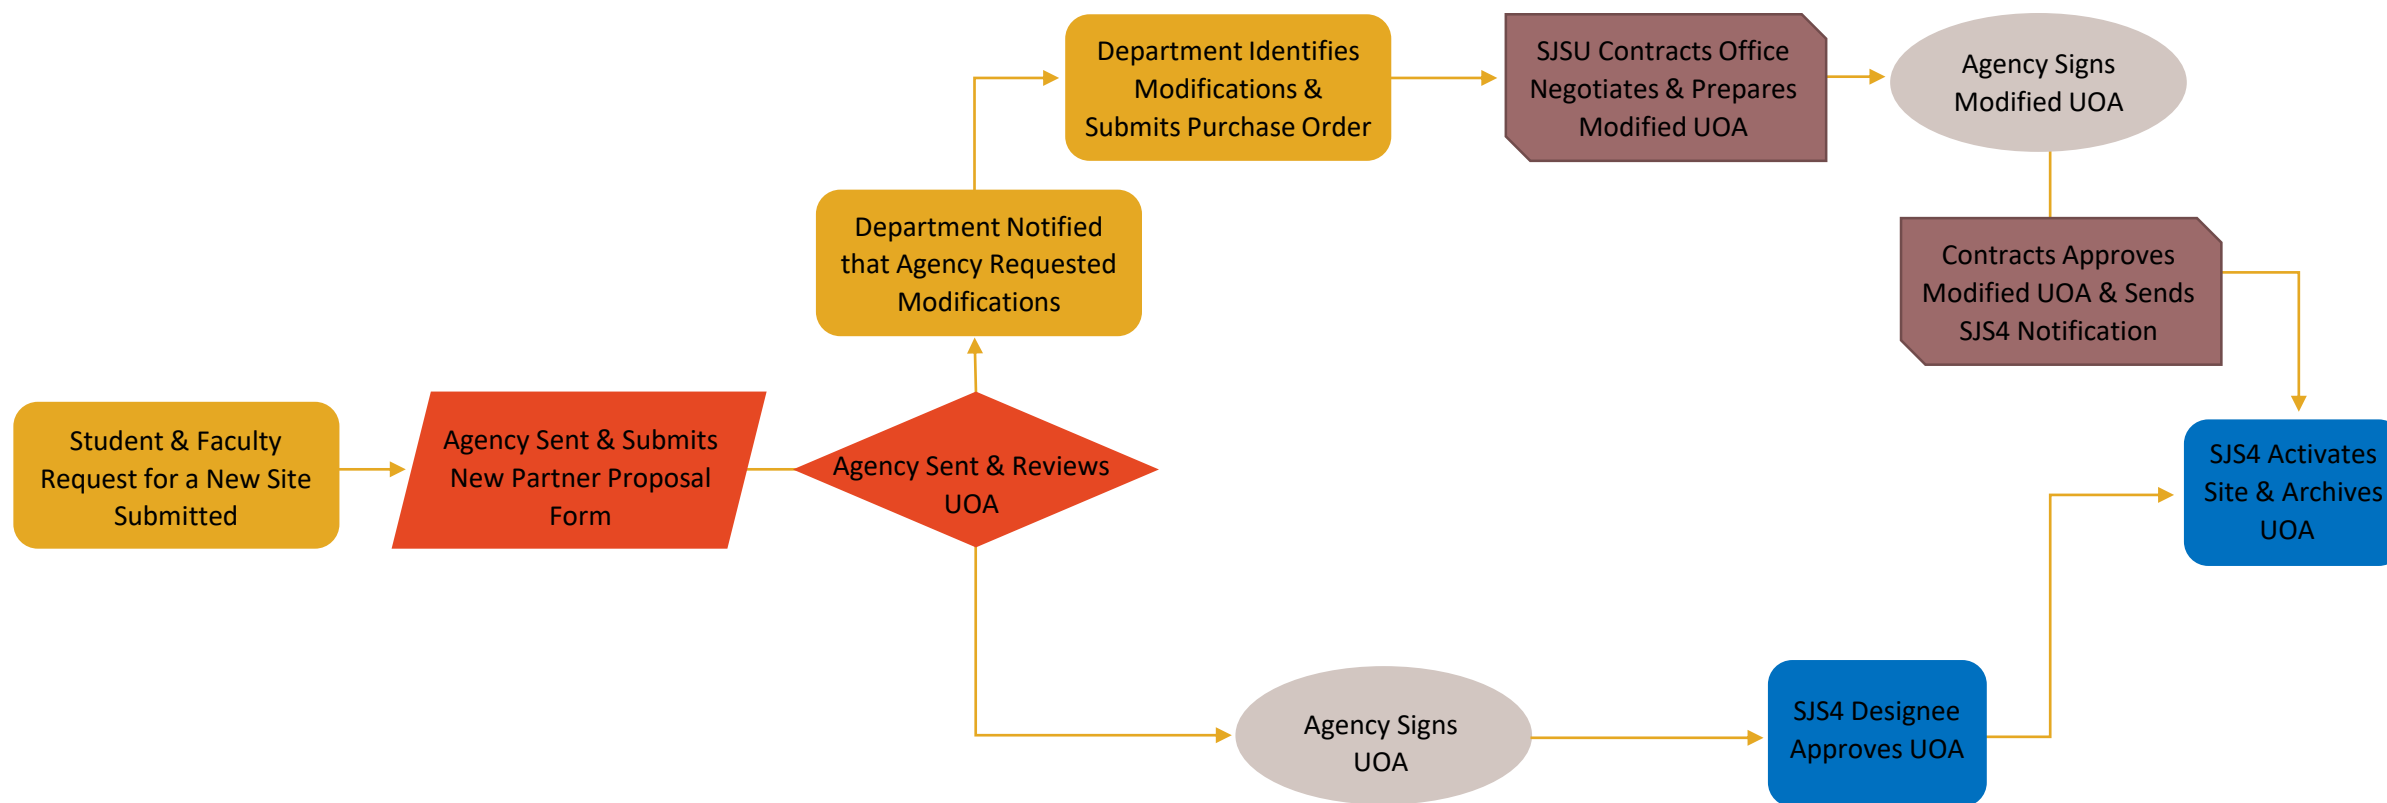 Department Identifies
Modifications &
Submits Purchase Order
SJSU Contracts Office
Negotiates & Prepares
Modified UOA
Agency Signs
Modified UOA
Department Notified
that Agency Requested
Modifications
Contracts Approves
Modified UOA & Sends
SJS4 Notification
Student & Faculty
Request for a New Site
Submitted
Agency Sent & Submits
New Partner Proposal
Form
Agency Sent & Reviews
UOA
SJS4 Activates
Site & Archives
UOA
Agency Signs
UOA
SJS4 Designee
Approves UOA